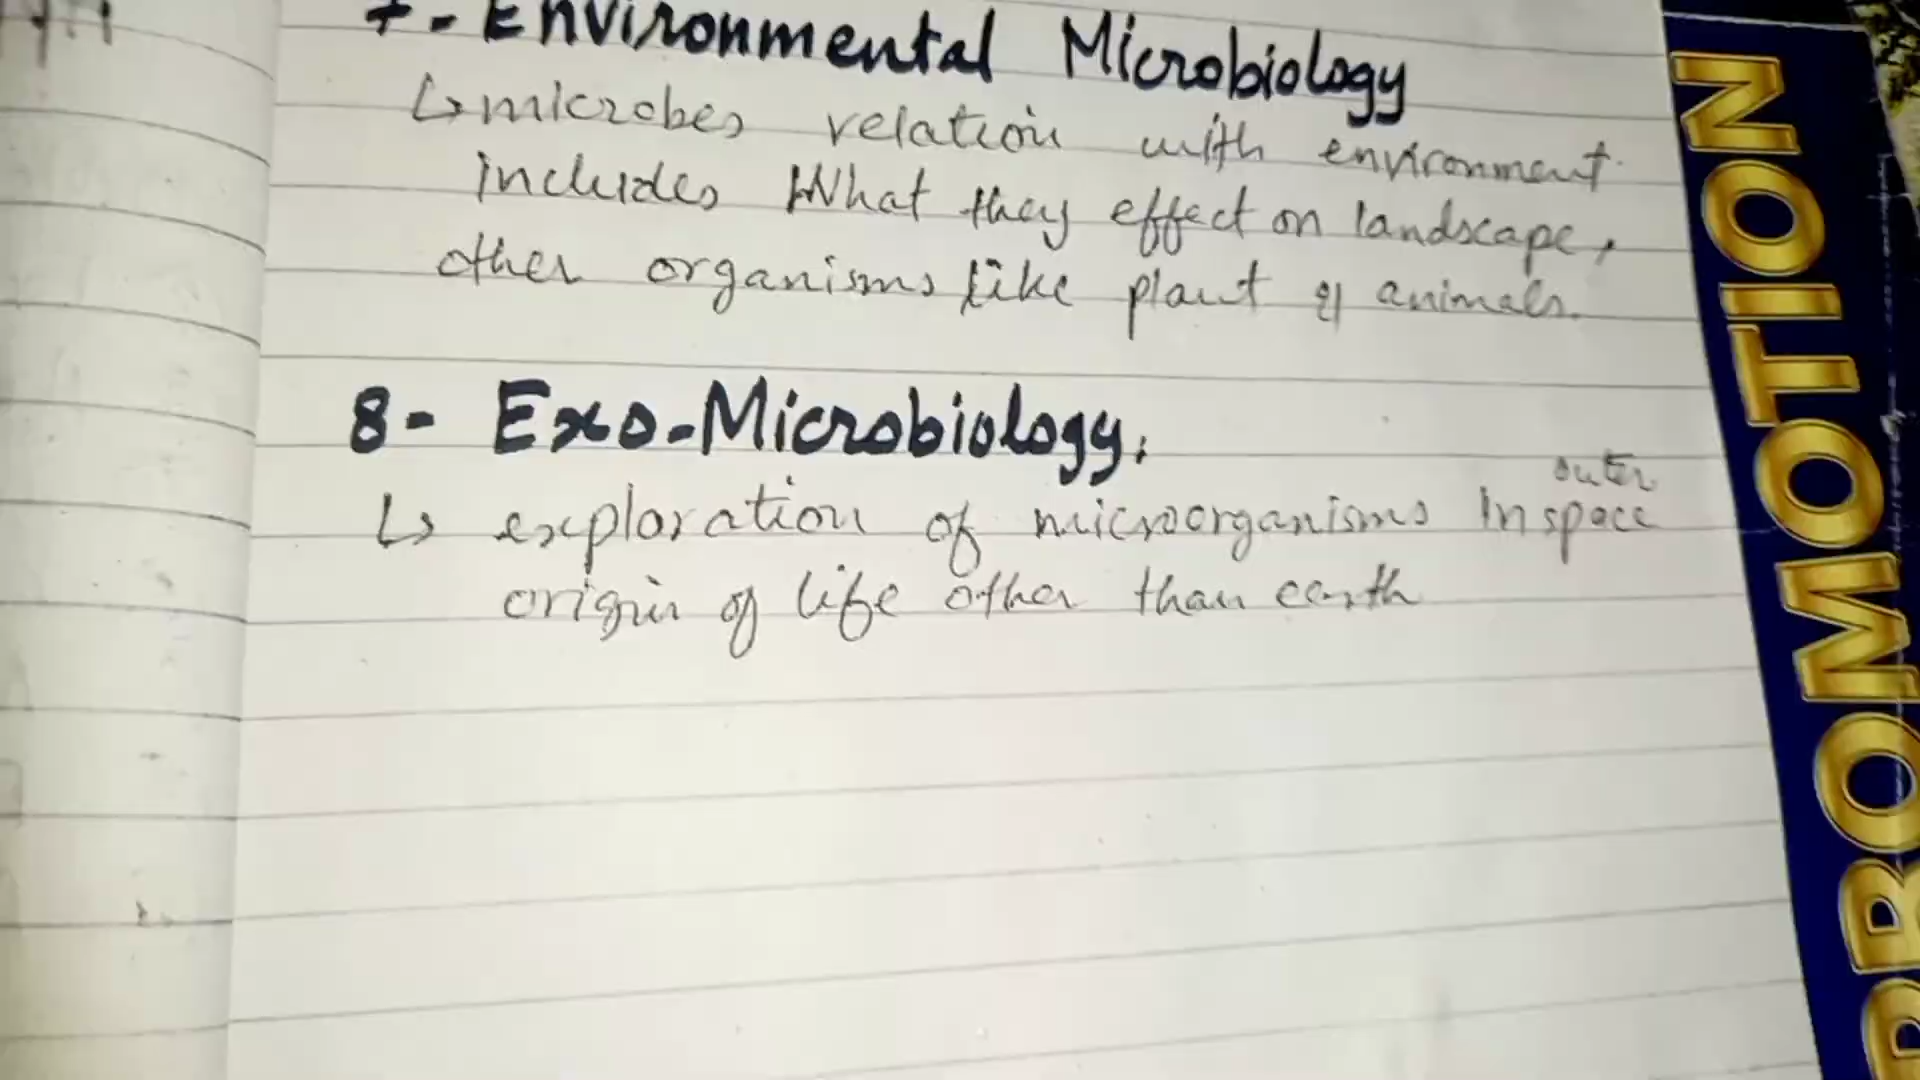 7- Environmental Microbiology
↳ microbes relation with environment
includes What they effect on landscape,
other organisms like plant & animals.
8- Exo-Microbiology.
↳ exploration of microorganisms In outer space
origin of life other than earth
PROMOTION